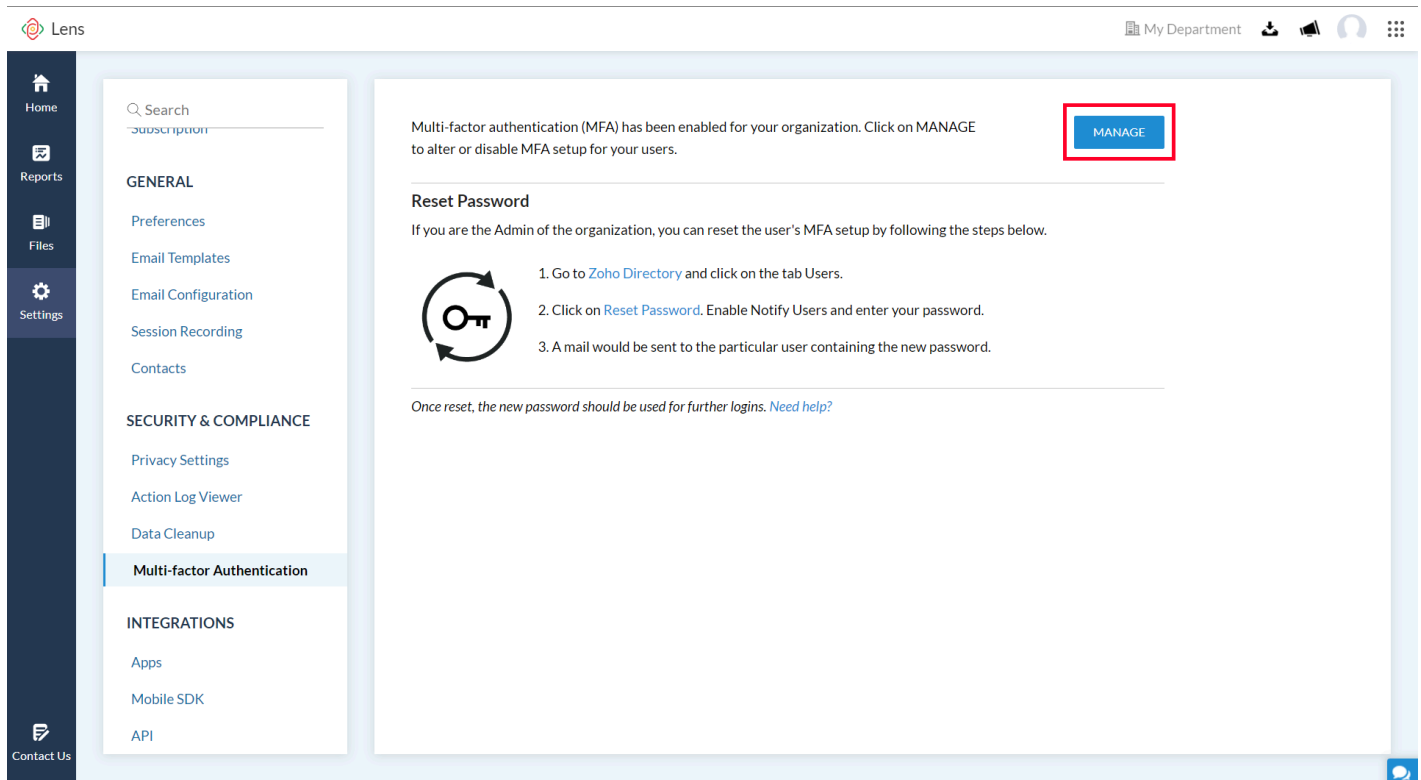 Lens
My Department
Home
Reports
Files
Settings
Contact Us
Search
Subscription
GENERAL
Preferences
Email Templates
Email Configuration
Session Recording
Contacts
SECURITY & COMPLIANCE
Privacy Settings
Action Log Viewer
Data Cleanup
Multi-factor Authentication
INTEGRATIONS
Apps
Mobile SDK
API
Multi-factor authentication (MFA) has been enabled for your organization. Click on MANAGE
to alter or disable MFA setup for your users.
MANAGE
Reset Password
If you are the Admin of the organization, you can reset the user's MFA setup by following the steps below.
1. Go to Zoho Directory and click on the tab Users.
2. Click on Reset Password. Enable Notify Users and enter your password.
3. A mail would be sent to the particular user containing the new password.
Once reset, the new password should be used for further logins. Need help?